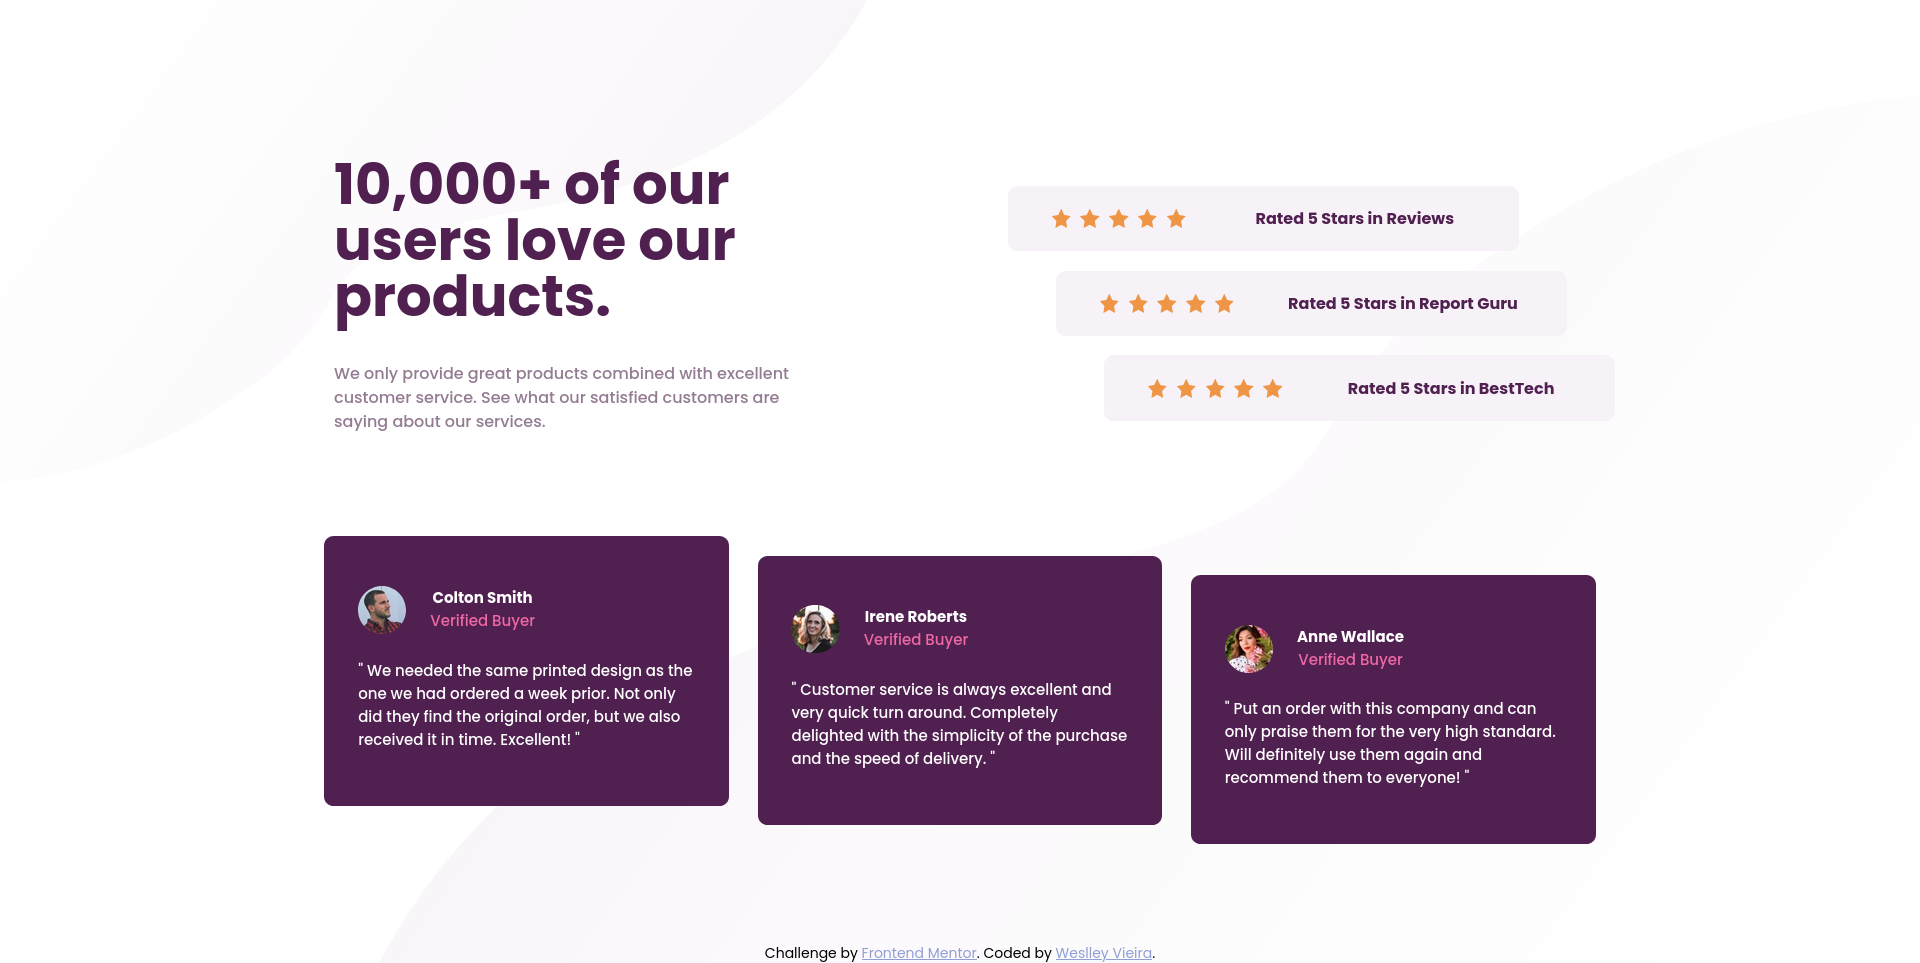 10,000+ of our
users love our
products.
We only provide great products combined with excellent
customer service. See what our satisfied customers are
saying about our services.
Rated 5 Stars in Reviews
Rated 5 Stars in Report Guru
Rated 5 Stars in BestTech
Colton Smith
Verified Buyer
" We needed the same printed design as the
one we had ordered a week prior. Not only
did they find the original order, but we also
received it in time. Excellent! "
Irene Roberts
Verified Buyer
" Customer service is always excellent and
very quick turn around. Completely
delighted with the simplicity of the purchase
and the speed of delivery. "
Anne Wallace
Verified Buyer
" Put an order with this company and can
only praise them for the very high standard.
Will definitely use them again and
recommend them to everyone! "
Challenge by Frontend Mentor. Coded by Weslley Vieira.